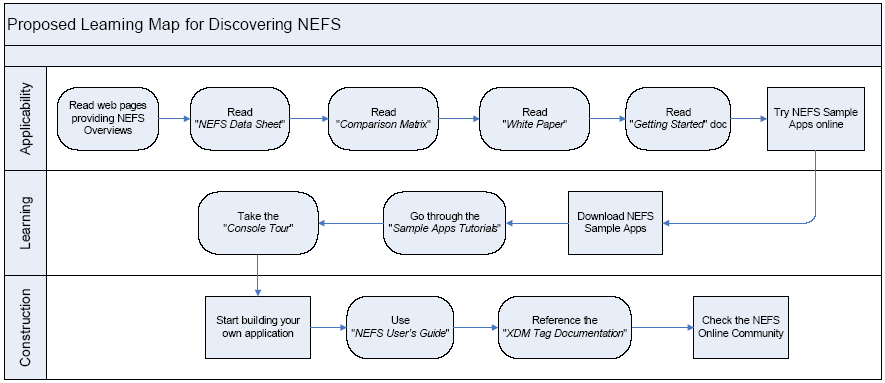 Proposed Learning Map for Discovering NEFS
Applicability
Read web pages
providing NEFS
Overviews
Read
"NEFS Data Sheet"
Read
"Comparison Matrix"
Read
"White Paper"
Read
"Getting Started" doc
Try NEFS Sample
Apps online
Learning
Take the
"Console Tour"
Go through the
"Sample Apps Tutorials"
Download NEFS
Sample Apps
Construction
Start building your
own application
Use
"NEFS User's Guide"
Reference the
"XDM Tag Documentation"
Check the NEFS
Online Community